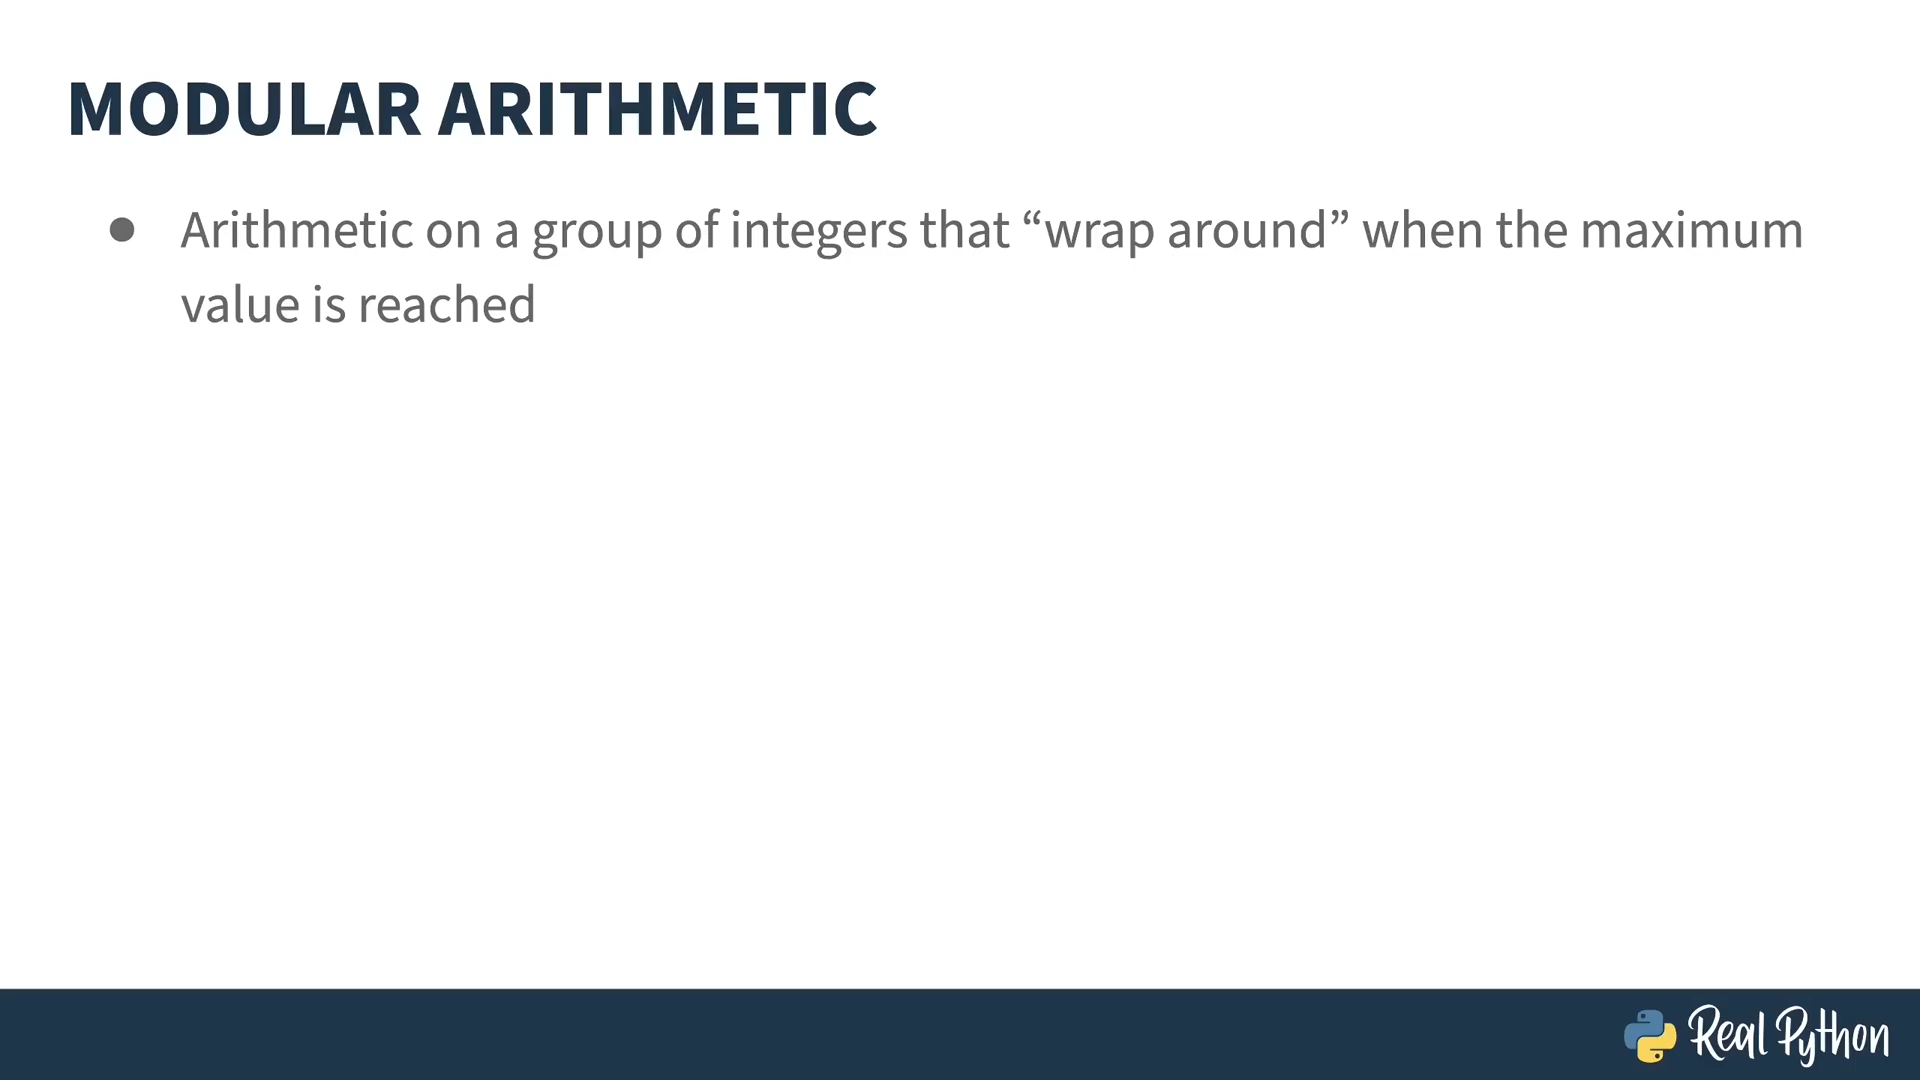 MODULAR ARITHMETIC
● Arithmetic on a group of integers that “wrap around” when the maximum
value is reached
Real Python